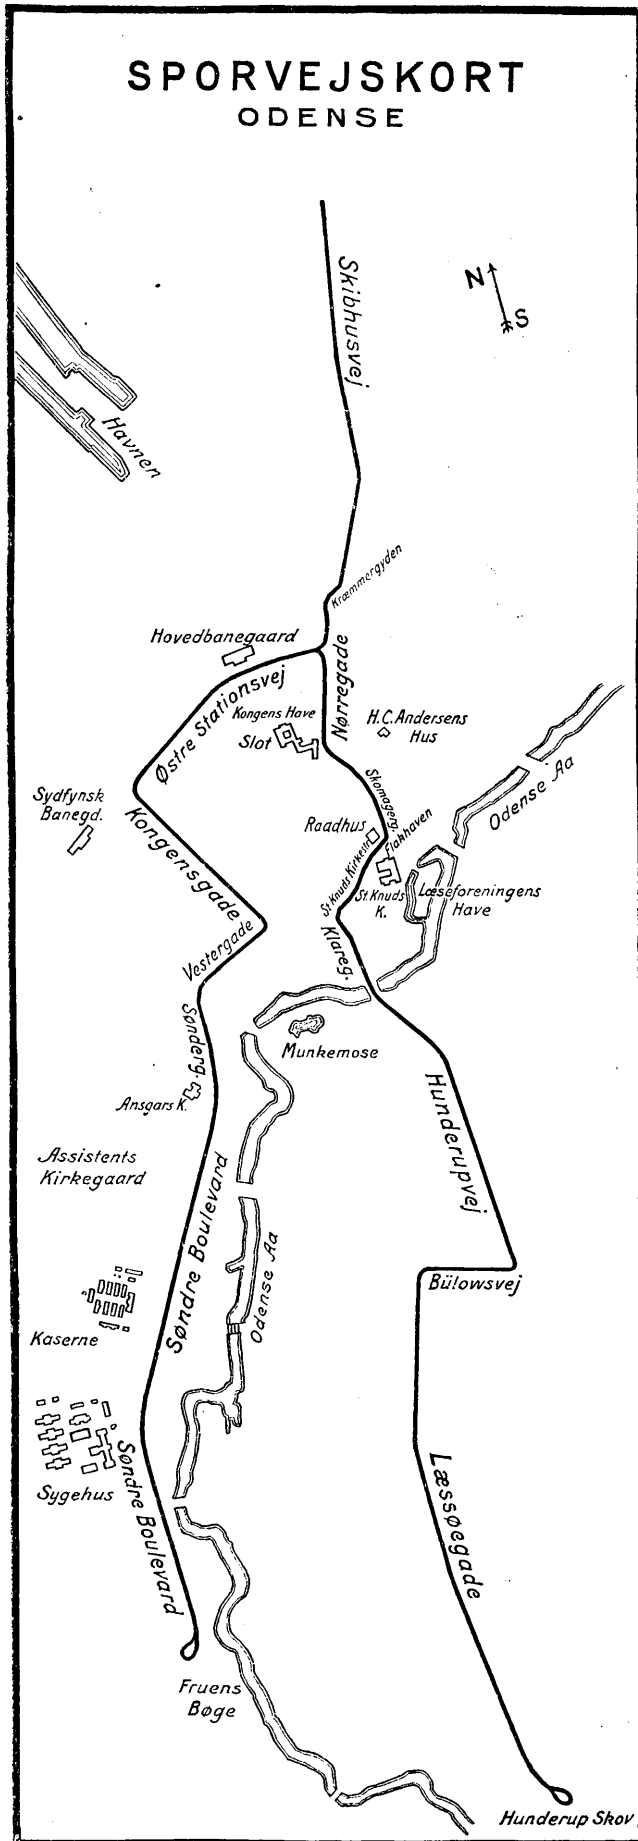 SPORVEJSKORT
ODENSE
Skibhusvej
N
S
Havnen
Kræmmergyden
Hovedbanegaard
Østre Stationsvej
Nørregade
Kongens Have
Slot
H.C. Andersens
Hus
Sydfynsk
Banegd.
Kongensgade
Skomagerg.
Flakhaven
Raadhus
Odense Aa
St. Knuds Kirkestr.
St. Knuds
K.
Læseforeningens
Have
Vestergade
Klareg.
Sønderg.
Munkemose
Ansgars K.
Hunderupvej
Assistents
Kirkegaard
Søndre Boulevard
Odense Aa
Bülowsvej
Kaserne
Sygehus
Søndre Boulevard
Læssøegade
Fruens
Bøge
Hunderup Skov